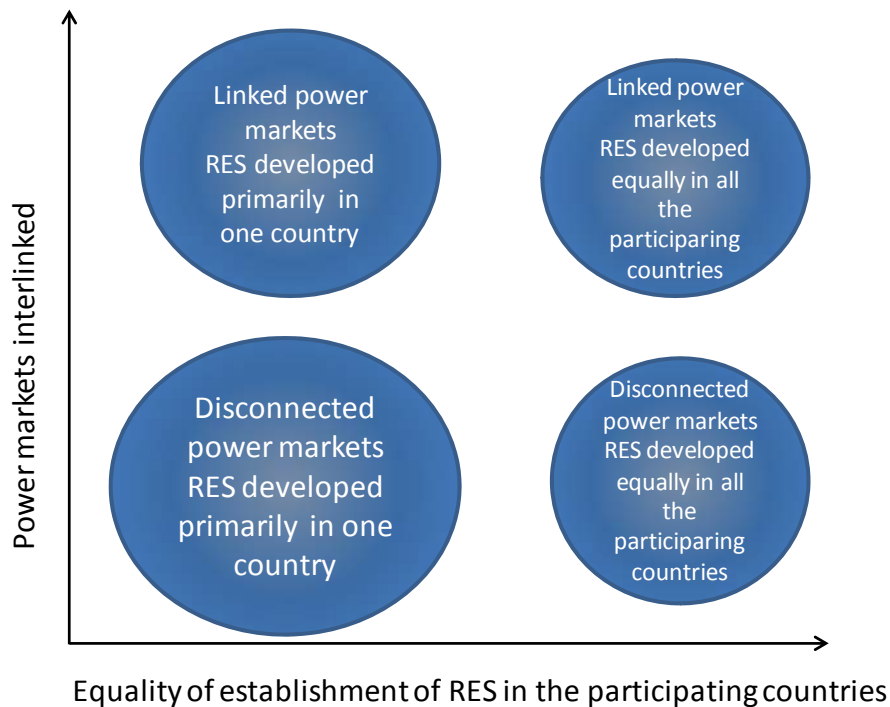 Linked power
markets
RES developed
primarily in
one country
Linked power
markets
RES developed
equally in all
the
participaring
countries
Disconnected
power markets
RES developed
primarily in one
country
Disconnected
power markets
RES developed
equally in all
the
participaring
countries
Power markets interlinked
Equality of establishment of RES in the participating countries